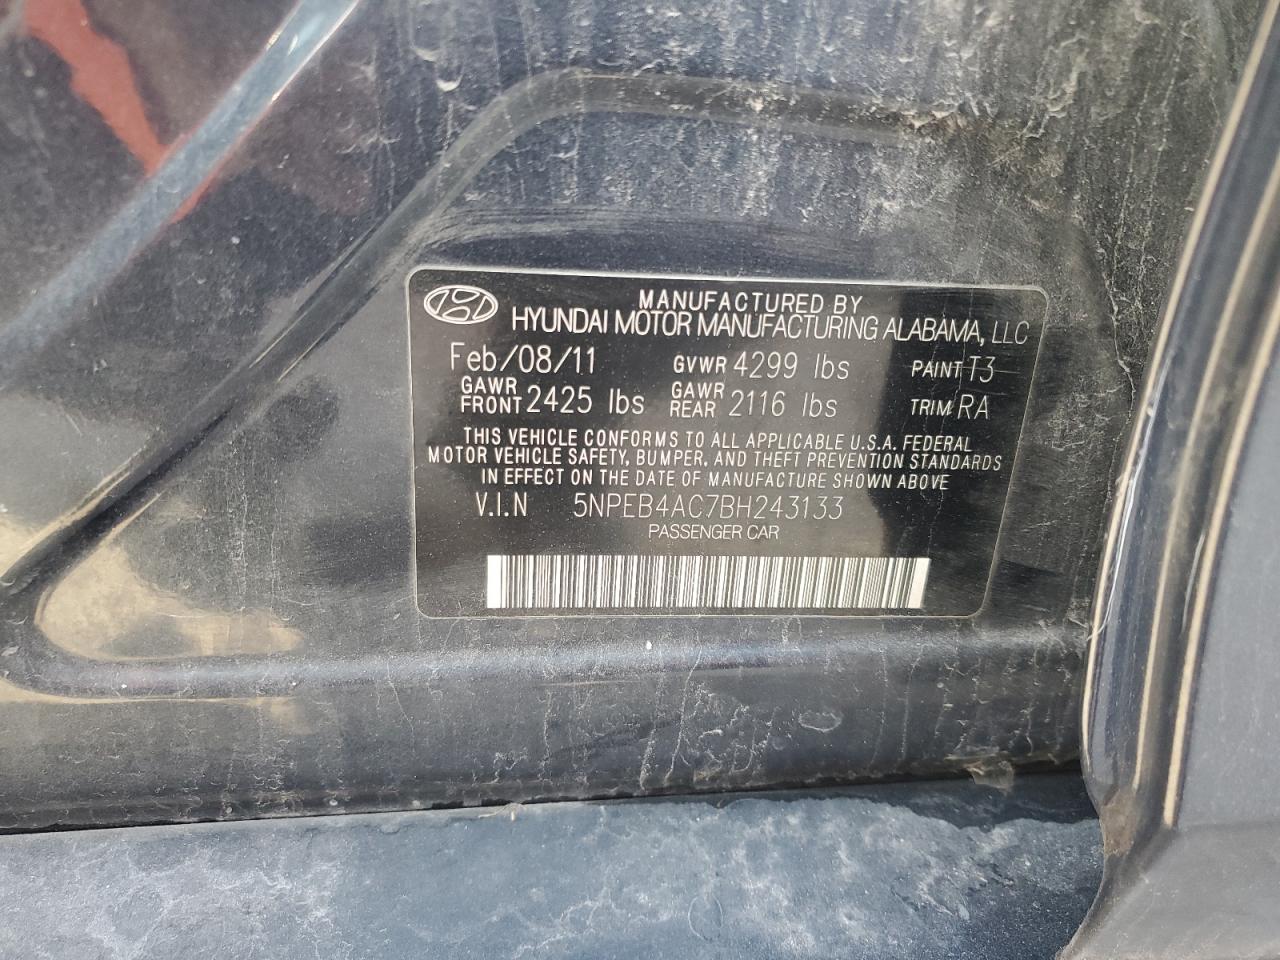 MANUFACTURED BY
HYUNDAI MOTOR MANUFACTURING ALABAMA, LLC
Feb/08/11 GVWR 4299 lbs PAINT T3
GAWR FRONT 2425 lbs GAWR REAR 2116 lbs TRIM RA
THIS VEHICLE CONFORMS TO ALL APPLICABLE U.S.A. FEDERAL
MOTOR VEHICLE SAFETY, BUMPER, AND THEFT PREVENTION STANDARDS
IN EFFECT ON THE DATE OF MANUFACTURE SHOWN ABOVE
V.I.N 5NPEB4AC7BH243133
PASSENGER CAR